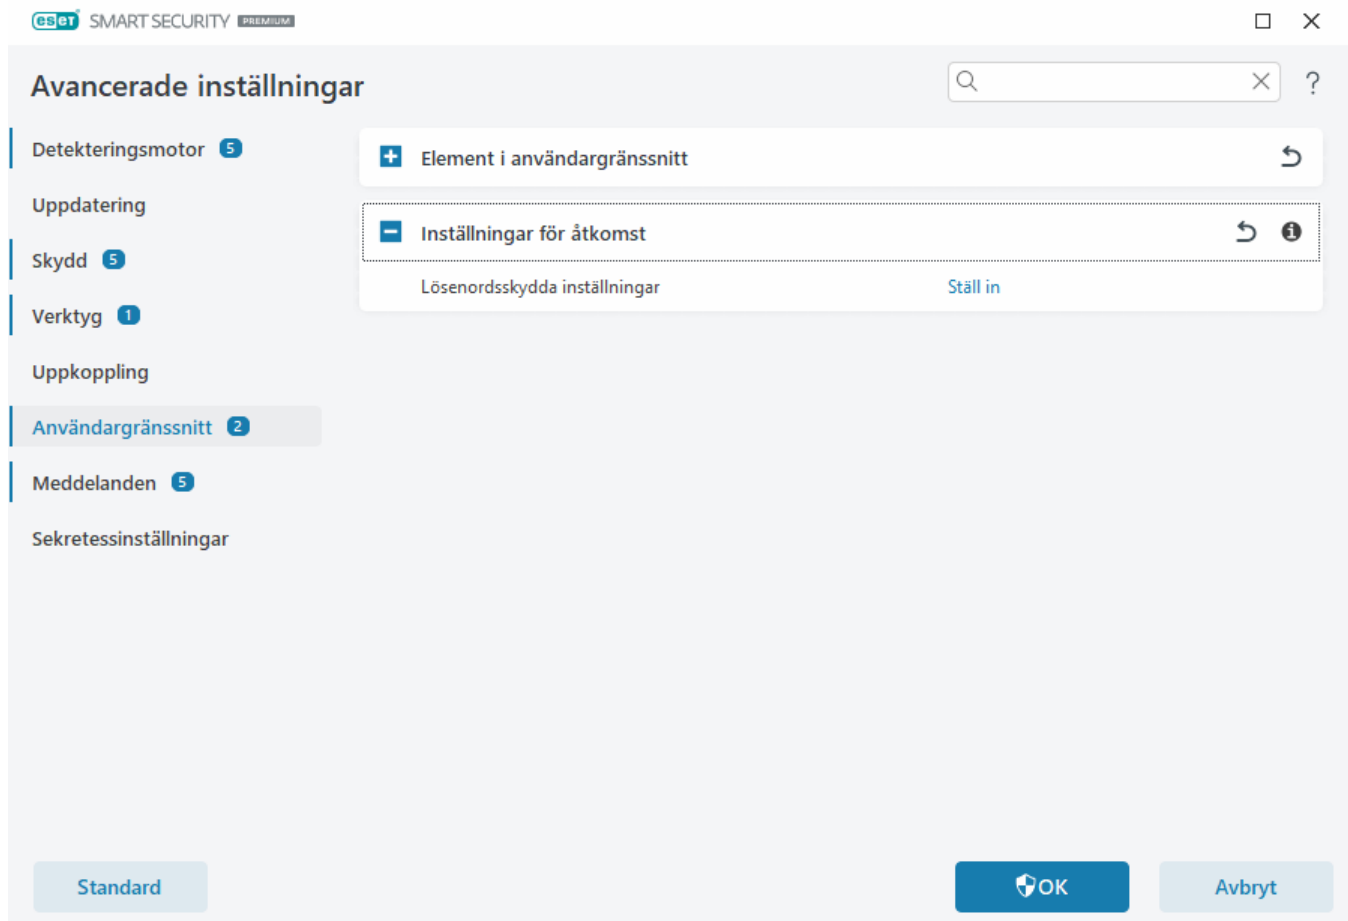 eset SMART SECURITY PREMIUM
Avancerade inställningar
?
Detekteringsmotor 5
Uppdatering
Skydd 5
Verktyg 1
Uppkoppling
Användargränssnitt 2
Meddelanden 5
Sekretessinställningar
Element i användargränssnitt
Inställningar för åtkomst
Lösenordsskydda inställningar Ställ in
Standard
OK
Avbryt